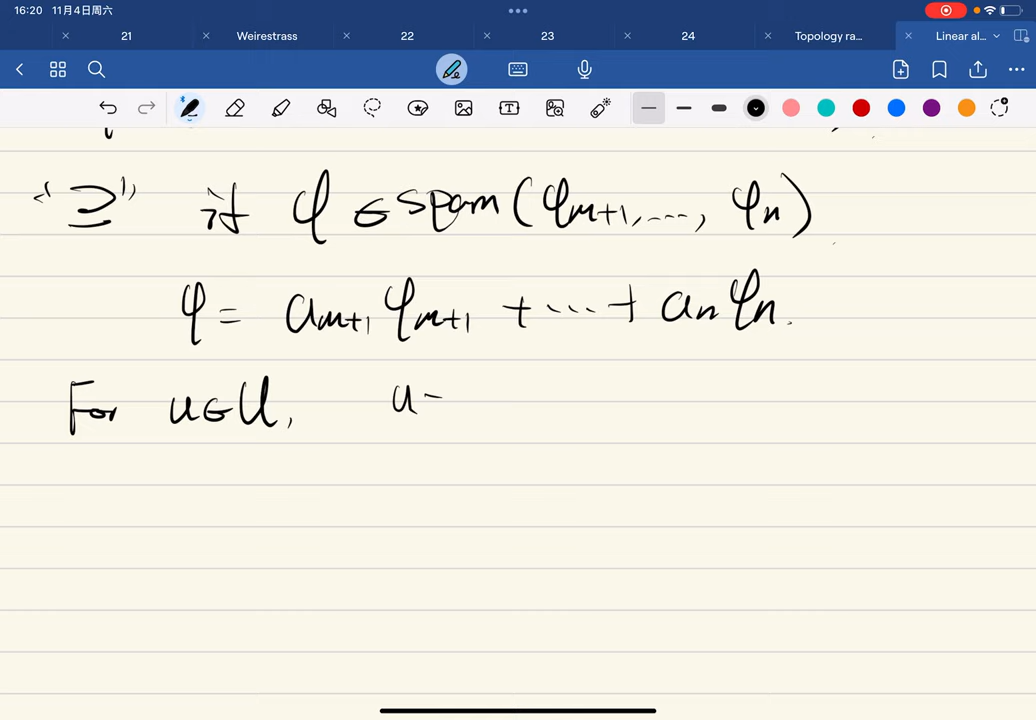 16:20 11月4日周六
21 Weirestrass 22 23 24 Topology ra... Linear al...
"⊇" 讨 φ ∈ span(φm+1, ..., φn)
φ = am+1 φm+1 + ... + an φn.
For u∈U, u-